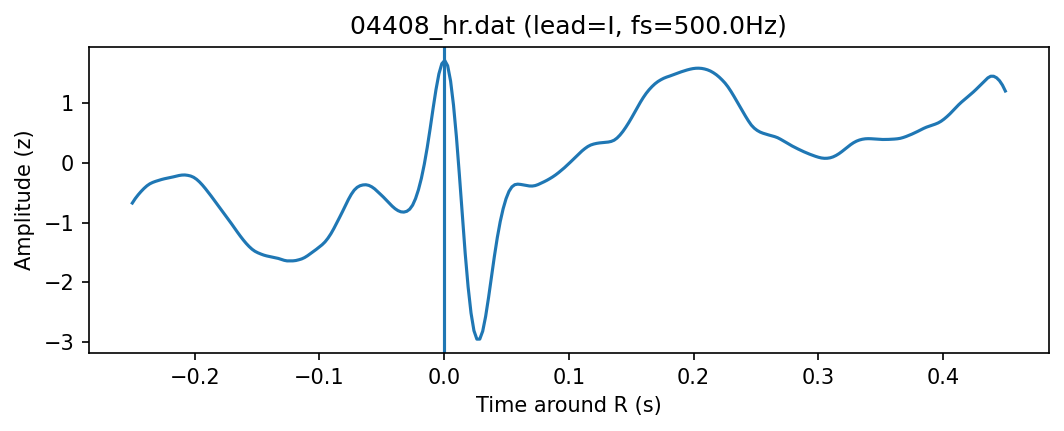 04408_hr.dat (lead=I, fs=500.0Hz)
Amplitude (z)
1
0
−1
−2
−3
−0.2 −0.1 0.0 0.1 0.2 0.3 0.4
Time around R (s)